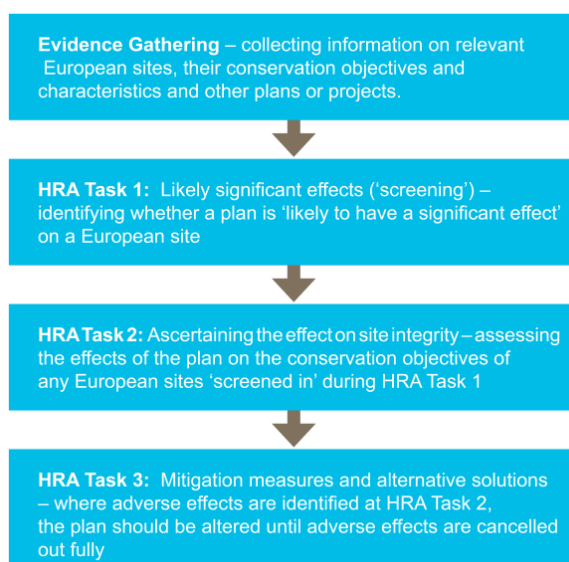 Evidence Gathering – collecting information on relevant
European sites, their conservation objectives and
characteristics and other plans or projects.
HRA Task 1: Likely significant effects (‘screening’) –
identifying whether a plan is ‘likely to have a significant effect’
on a European site
HRA Task 2: Ascertaining the effect on site integrity – assessing
the effects of the plan on the conservation objectives of
any European sites ‘screened in’ during HRA Task 1
HRA Task 3: Mitigation measures and alternative solutions
– where adverse effects are identified at HRA Task 2,
the plan should be altered until adverse effects are cancelled
out fully